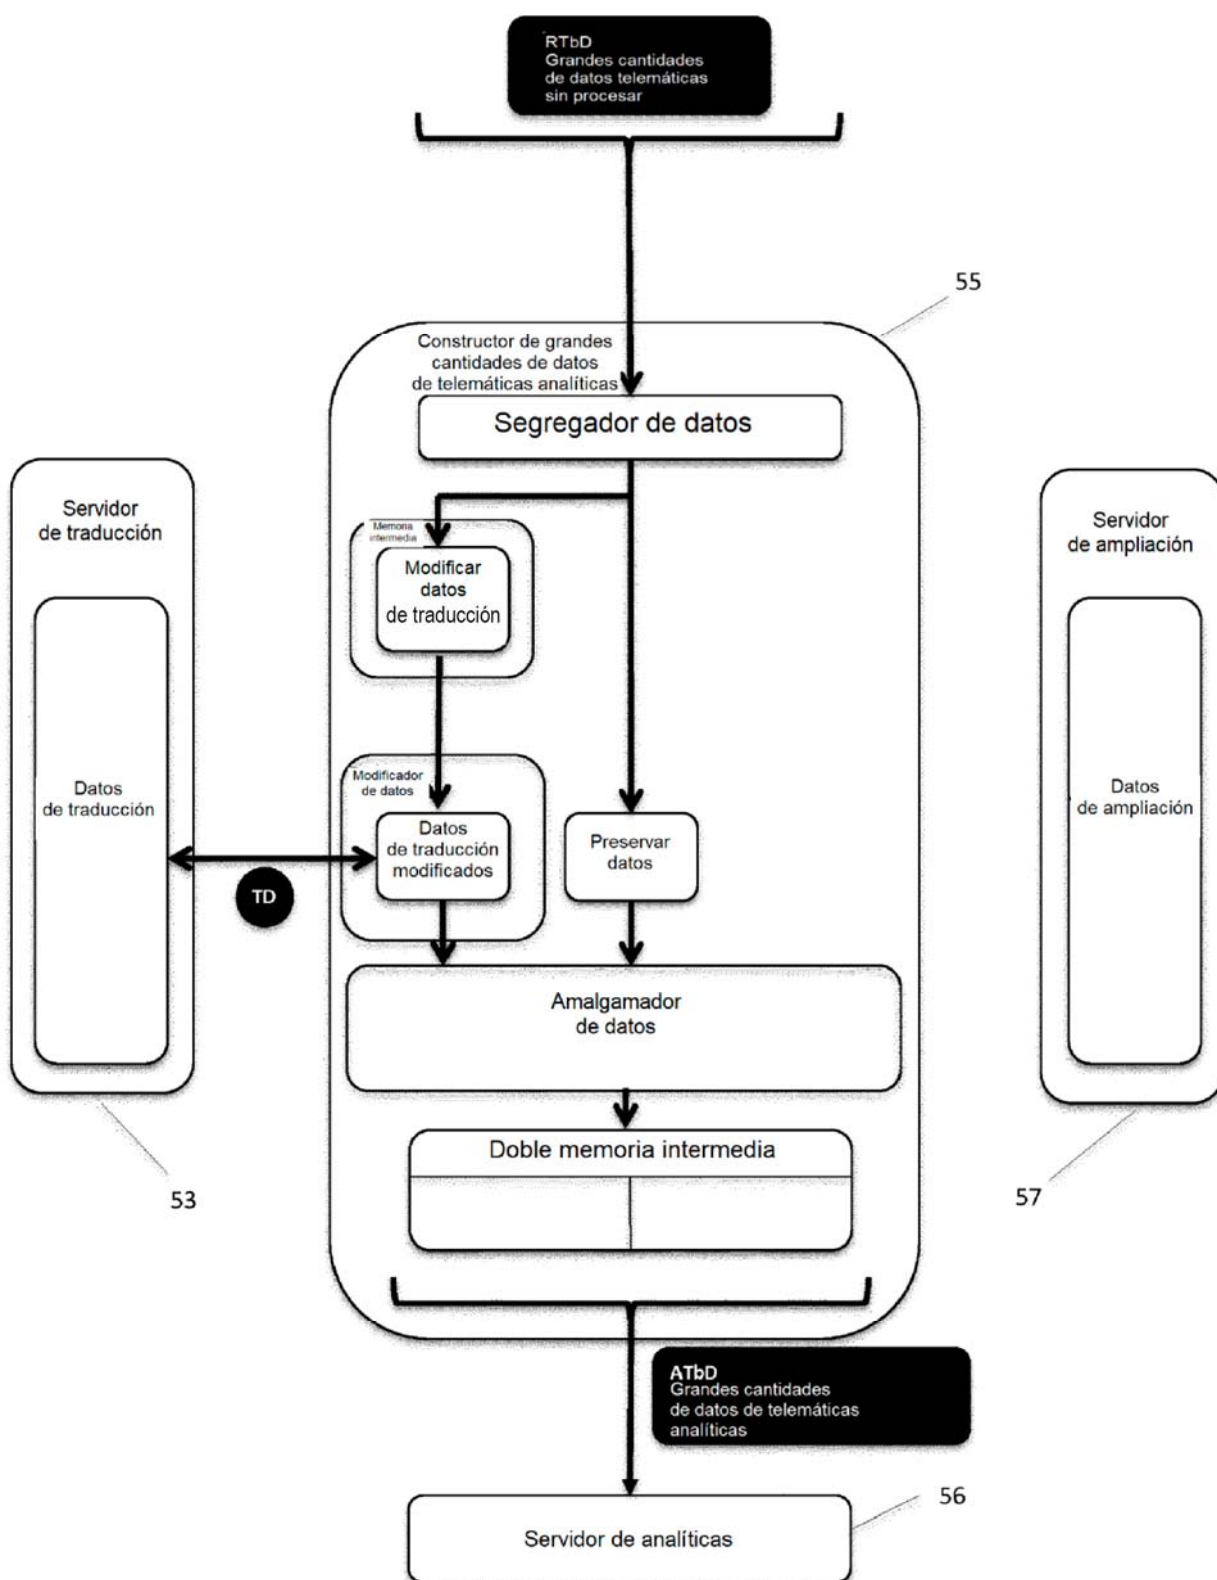 RTbD
Grandes cantidades
de datos telemáticas
sin procesar
55
Constructor de grandes
cantidades de datos
de telemáticas analíticas
Segregador de datos
Servidor
de traducción
Servidor
de ampliación
Memoria
intermedia
Modificar
datos
de traducción
Modificador
de datos
Datos
de traducción
Datos
de traducción
modificados
Preservar
datos
Datos
de ampliación
TD
Amalgamador
de datos
Doble memoria intermedia
53
57
ATbD
Grandes cantidades
de datos de telemáticas
analíticas
56
Servidor de analíticas